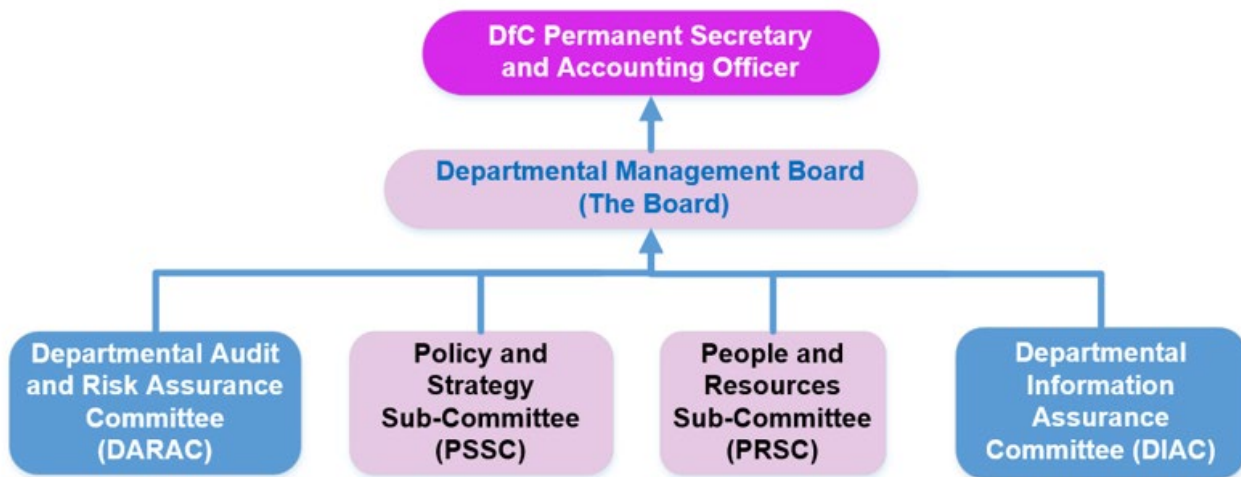 DfC Permanent Secretary
and Accounting Officer
Departmental Management Board
(The Board)
Departmental Audit
and Risk Assurance
Committee
(DARAC)
Policy and
Strategy
Sub-Committee
(PSSC)
People and
Resources
Sub-Committee
(PRSC)
Departmental
Information
Assurance
Committee (DIAC)